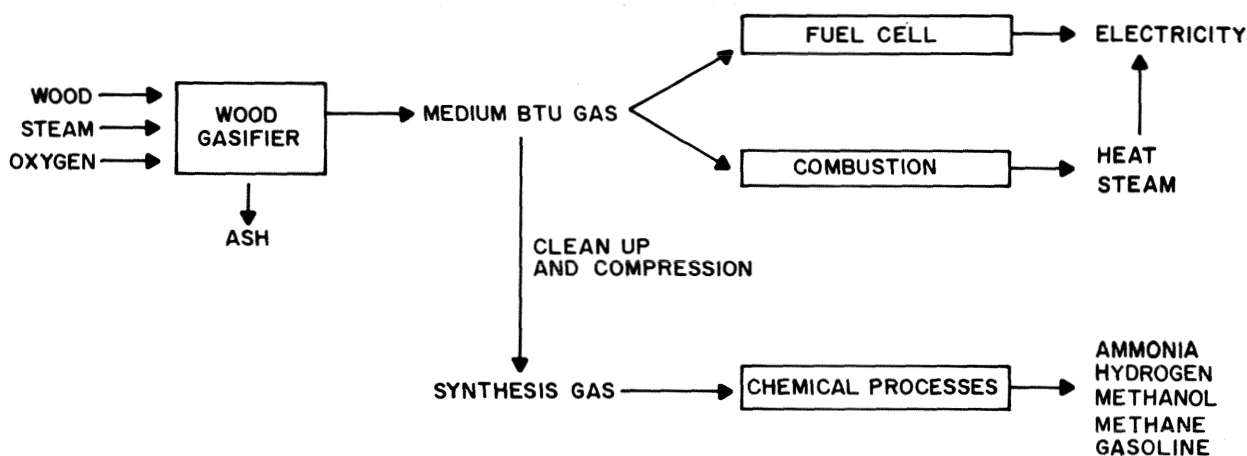 FUEL CELL
ELECTRICITY
WOOD
STEAM
OXYGEN
WOOD
GASIFIER
MEDIUM BTU GAS
COMBUSTION
HEAT
STEAM
ASH
CLEAN UP
AND COMPRESSION
SYNTHESIS GAS
CHEMICAL PROCESSES
AMMONIA
HYDROGEN
METHANOL
METHANE
GASOLINE